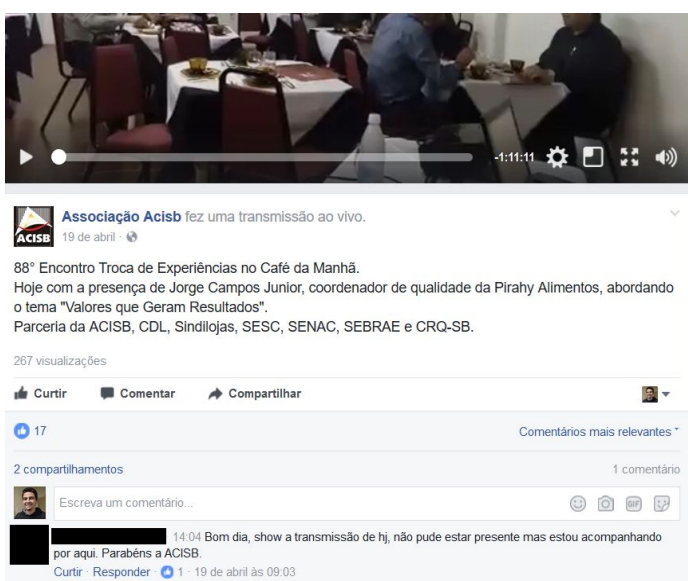 -1:11:11
Associação Acisb fez uma transmissão ao vivo.
ACISB
19 de abril ·
88° Encontro Troca de Experiências no Café da Manhã.
Hoje com a presença de Jorge Campos Junior, coordenador de qualidade da Pirahy Alimentos, abordando
o tema "Valores que Geram Resultados".
Parceria da ACISB, CDL, Sindilojas, SESC, SENAC, SEBRAE e CRQ-SB.
267 visualizações
Curtir Comentar Compartilhar
17 Comentários mais relevantes
2 compartilhamentos 1 comentário
Escreva um comentário... GIF
14:04 Bom dia, show a transmissão de hj, não pude estar presente mas estou acompanhando
por aqui. Parabéns a ACISB.
Curtir · Responder · 1 · 19 de abril às 09:03